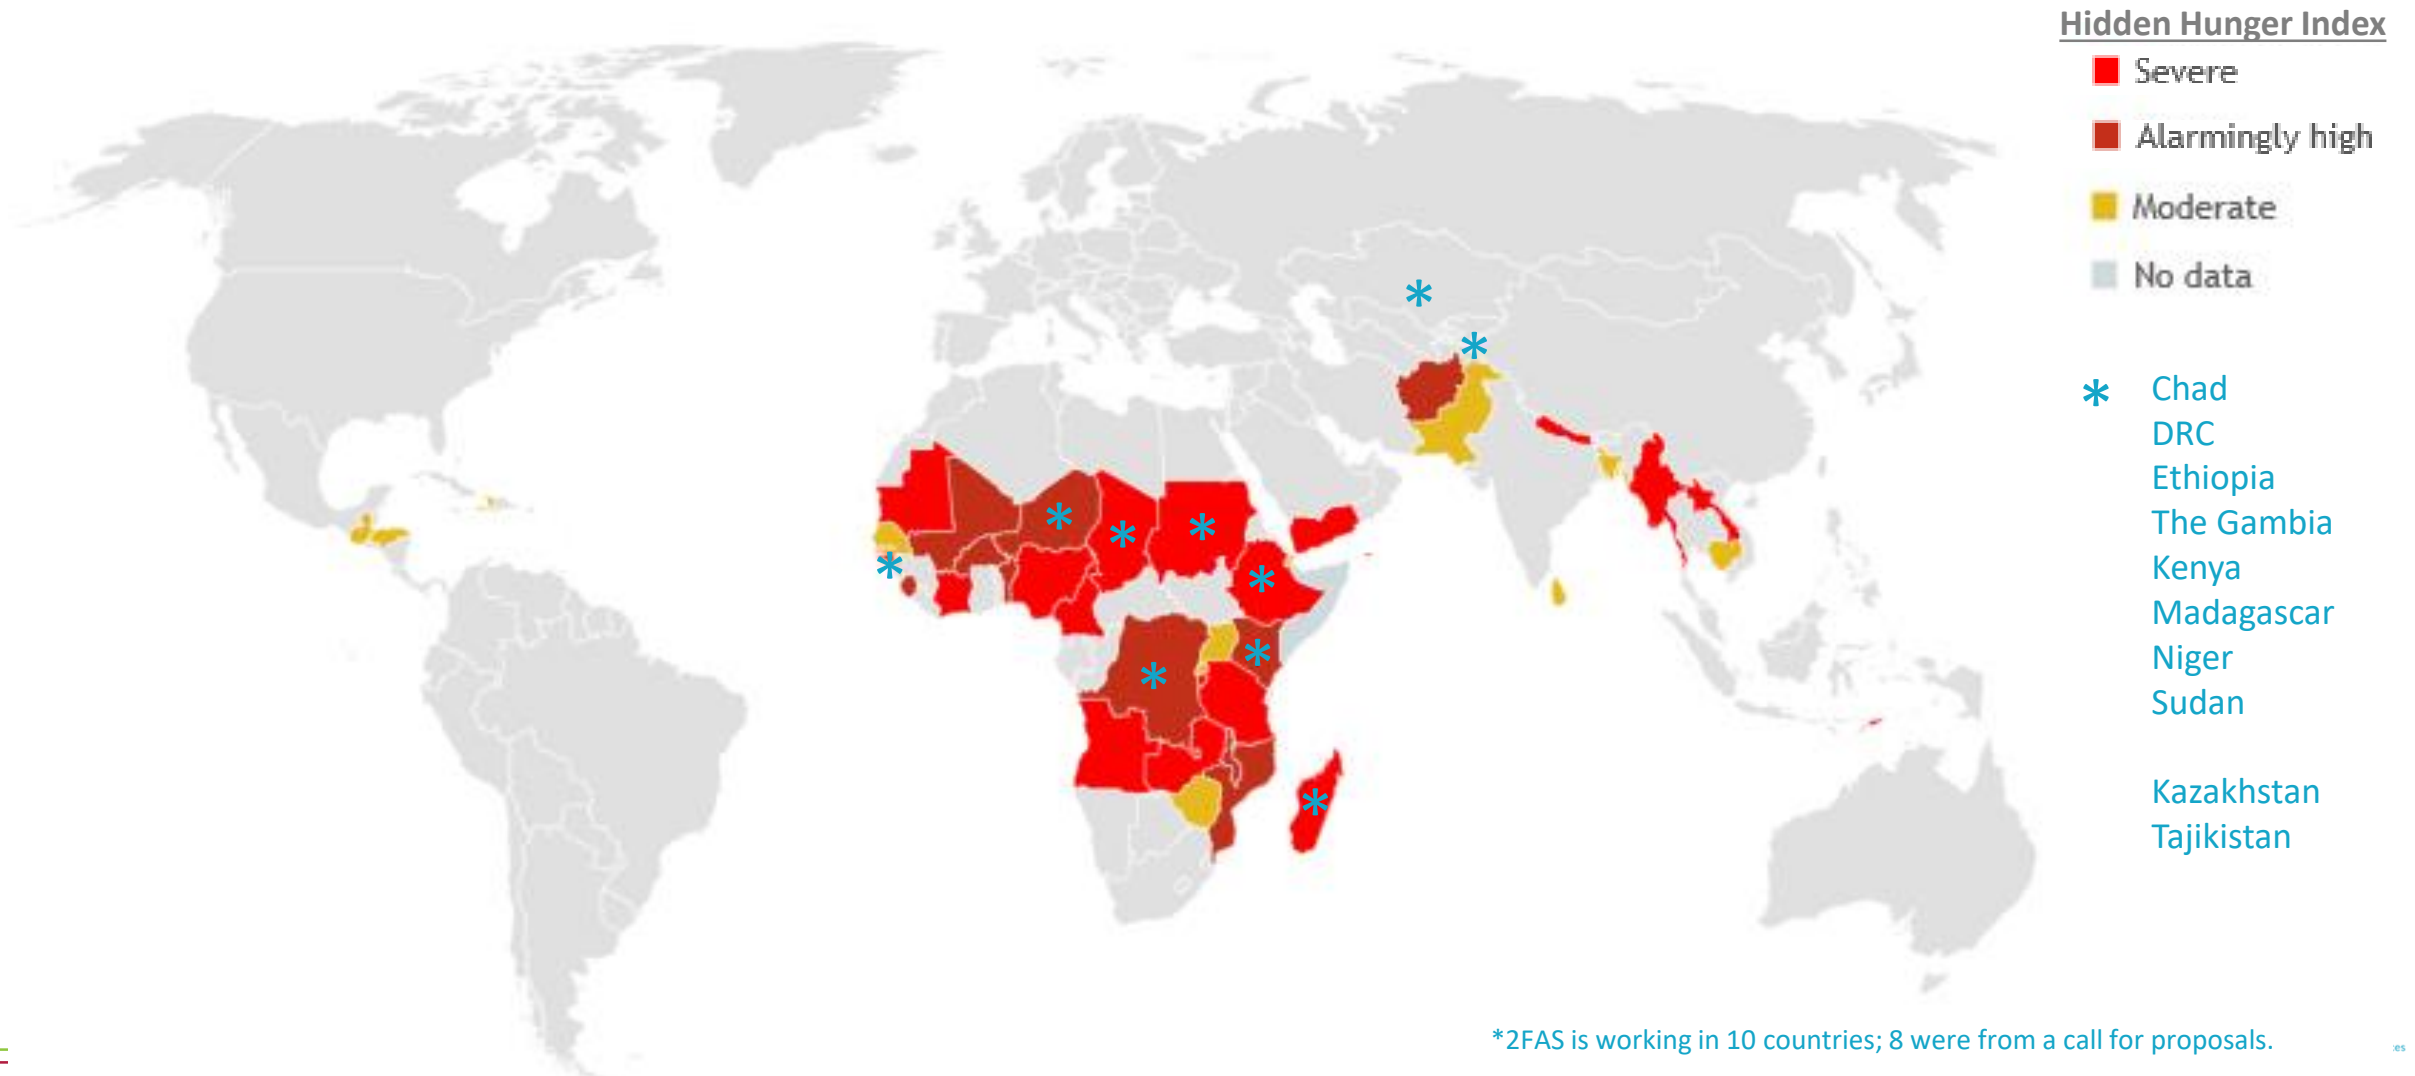 Hidden Hunger Index
Severe
Alarmingly high
Moderate
No data
* Chad
DRC
Ethiopia
The Gambia
Kenya
Madagascar
Niger
Sudan
Kazakhstan
Tajikistan
*2FAS is working in 10 countries; 8 were from a call for proposals.